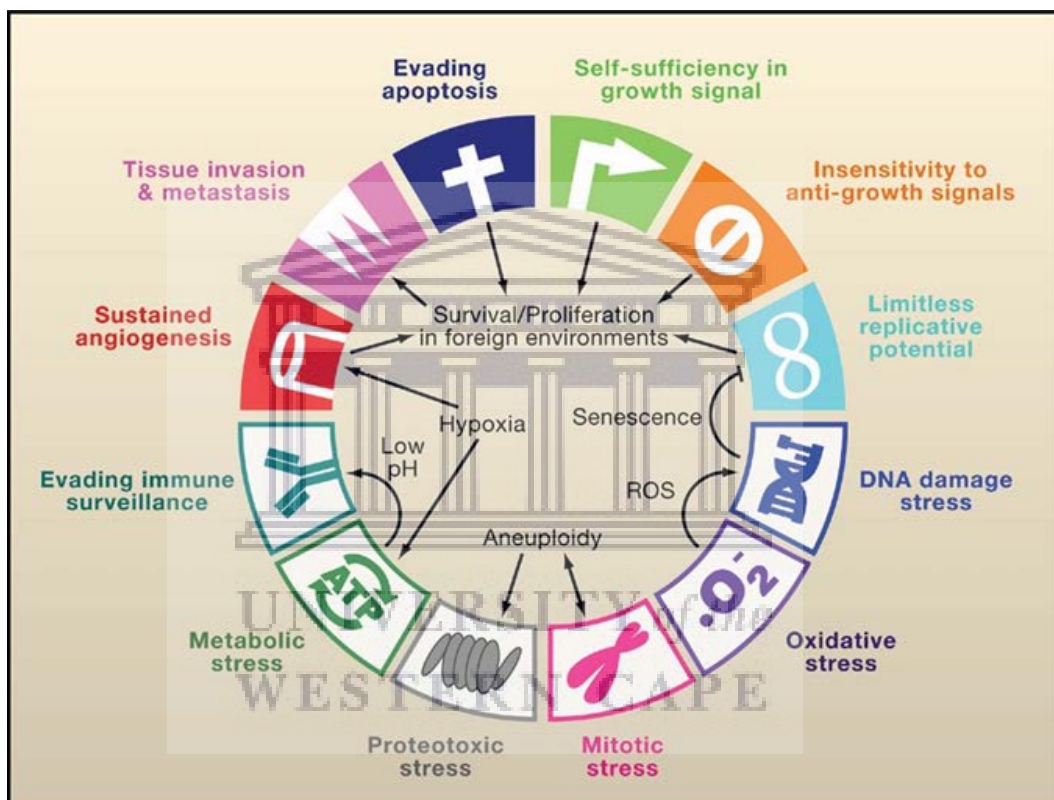 Evading
apoptosis
Self-sufficiency in
growth signal
Tissue invasion
& metastasis
Insensitivity to
anti-growth signals
Sustained
angiogenesis
Survival/Proliferation
in foreign environments
Limitless
replicative
potential
8
Hypoxia
Senescence
Low
pH
Evading immune
surveillance
ROS
DNA damage
stress
Aneuploidy
ATP
·O2-
Metabolic
stress
Oxidative
stress
Proteotoxic
stress
Mitotic
stress
UNIVERSITY of the
WESTERN CAPE